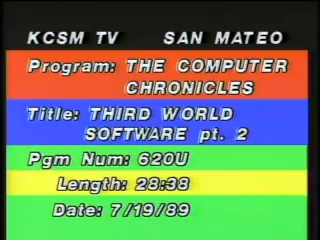 KCSM TV SAN MATEO
Program: THE COMPUTER
CHRONICLES
Title: THIRD WORLD
SOFTWARE pt. 2
Pgm Num: 620U
Length: 28:38
Date: 7/19/89